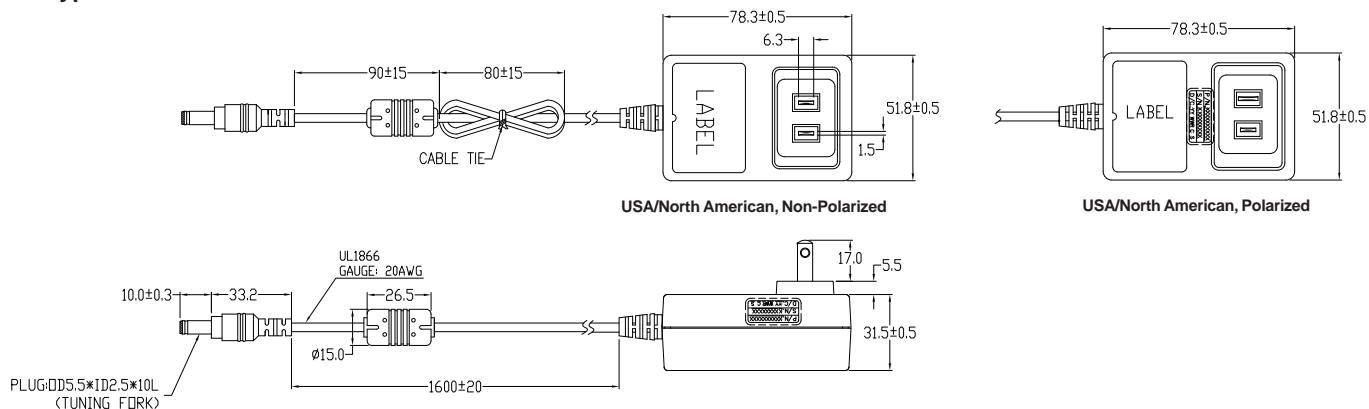 78.3±0.5
6.3
90±15
80±15
LABEL
51.8±0.5
1.5
CABLE TIE
USA/North American, Non-Polarized
78.3±0.5
LABEL
51.8±0.5
USA/North American, Polarized
UL1866
GAUGE: 20AWG
10.0±0.3
33.2
26.5
Ø15.0
17.0
5.5
31.5±0.5
1600±20
PLUG:OD5.5*ID2.5*10L
(TUNING FORK)